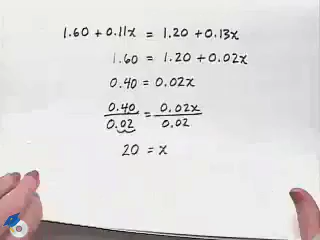 1.60 + 0.11x = 1.20 + 0.13x
1.60 = 1.20 + 0.02x
0.40 = 0.02x
0.40/0.02 = 0.02x/0.02
20 = x